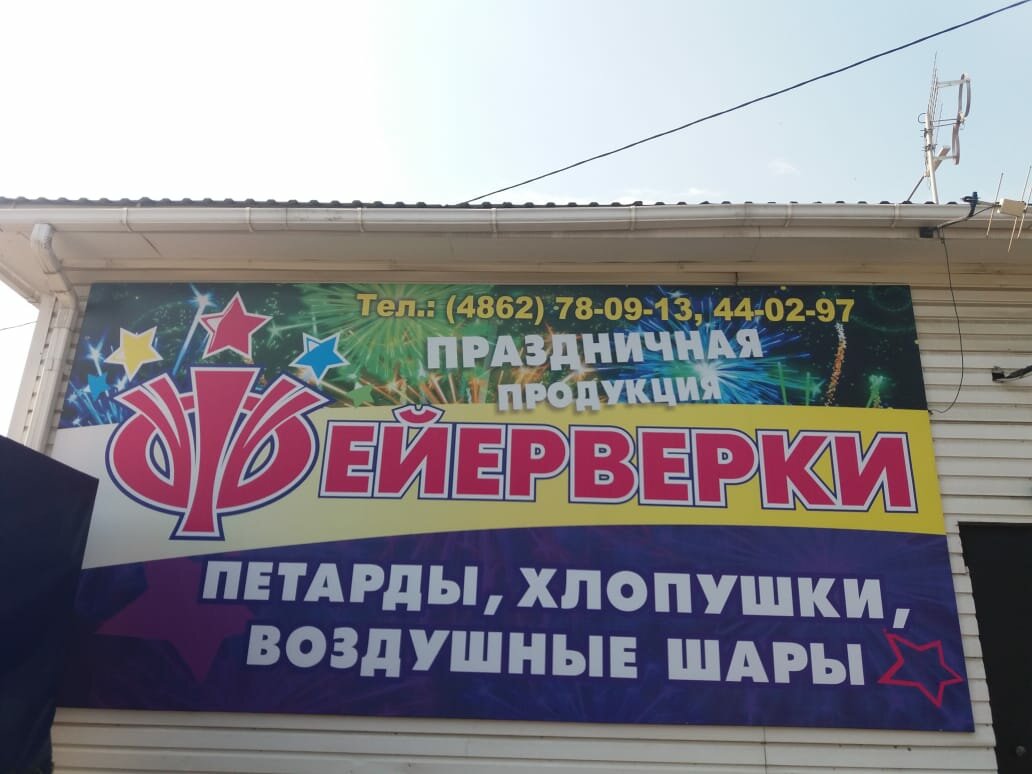 Тел.: (4862) 78-09-13, 44-02-97
ПРАЗДНИЧНАЯ
ПРОДУКЦИЯ
ФЕЙЕРВЕРКИ
ПЕТАРДЫ, ХЛОПУШКИ,
ВОЗДУШНЫЕ ШАРЫ